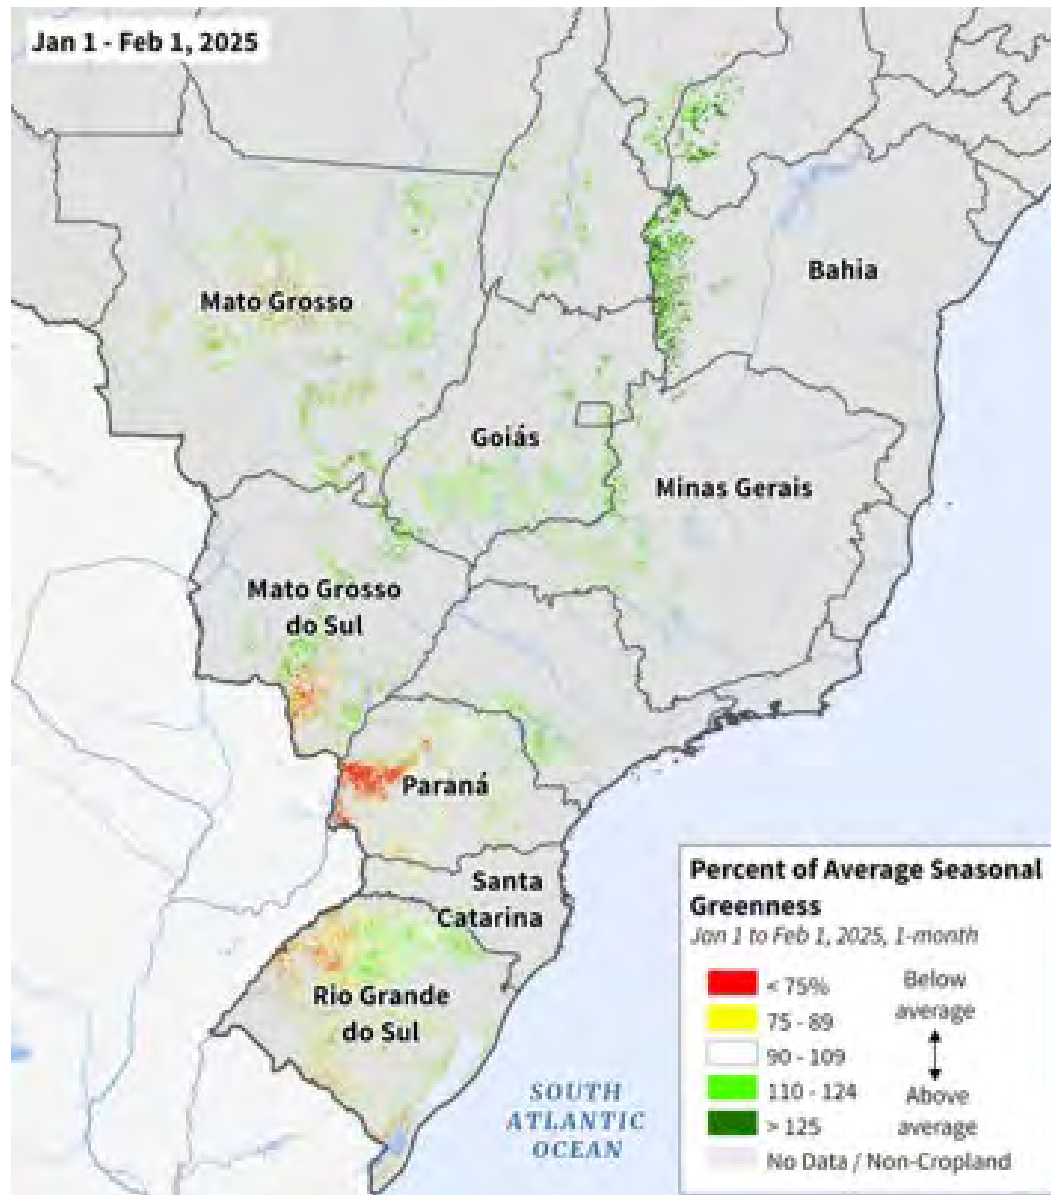 Jan 1 - Feb 1, 2025
Bahia
Mato Grosso
Goiás
Minas Gerais
Mato Grosso
do Sul
Paraná
Santa
Catarina
Rio Grande
do Sul
SOUTH
ATLANTIC
OCEAN
Percent of Average Seasonal
Greenness
Jan 1 to Feb 1, 2025, 1-month
< 75%
75 - 89
90 - 109
110 - 124
> 125
No Data / Non-Cropland
Below
average
Above
average